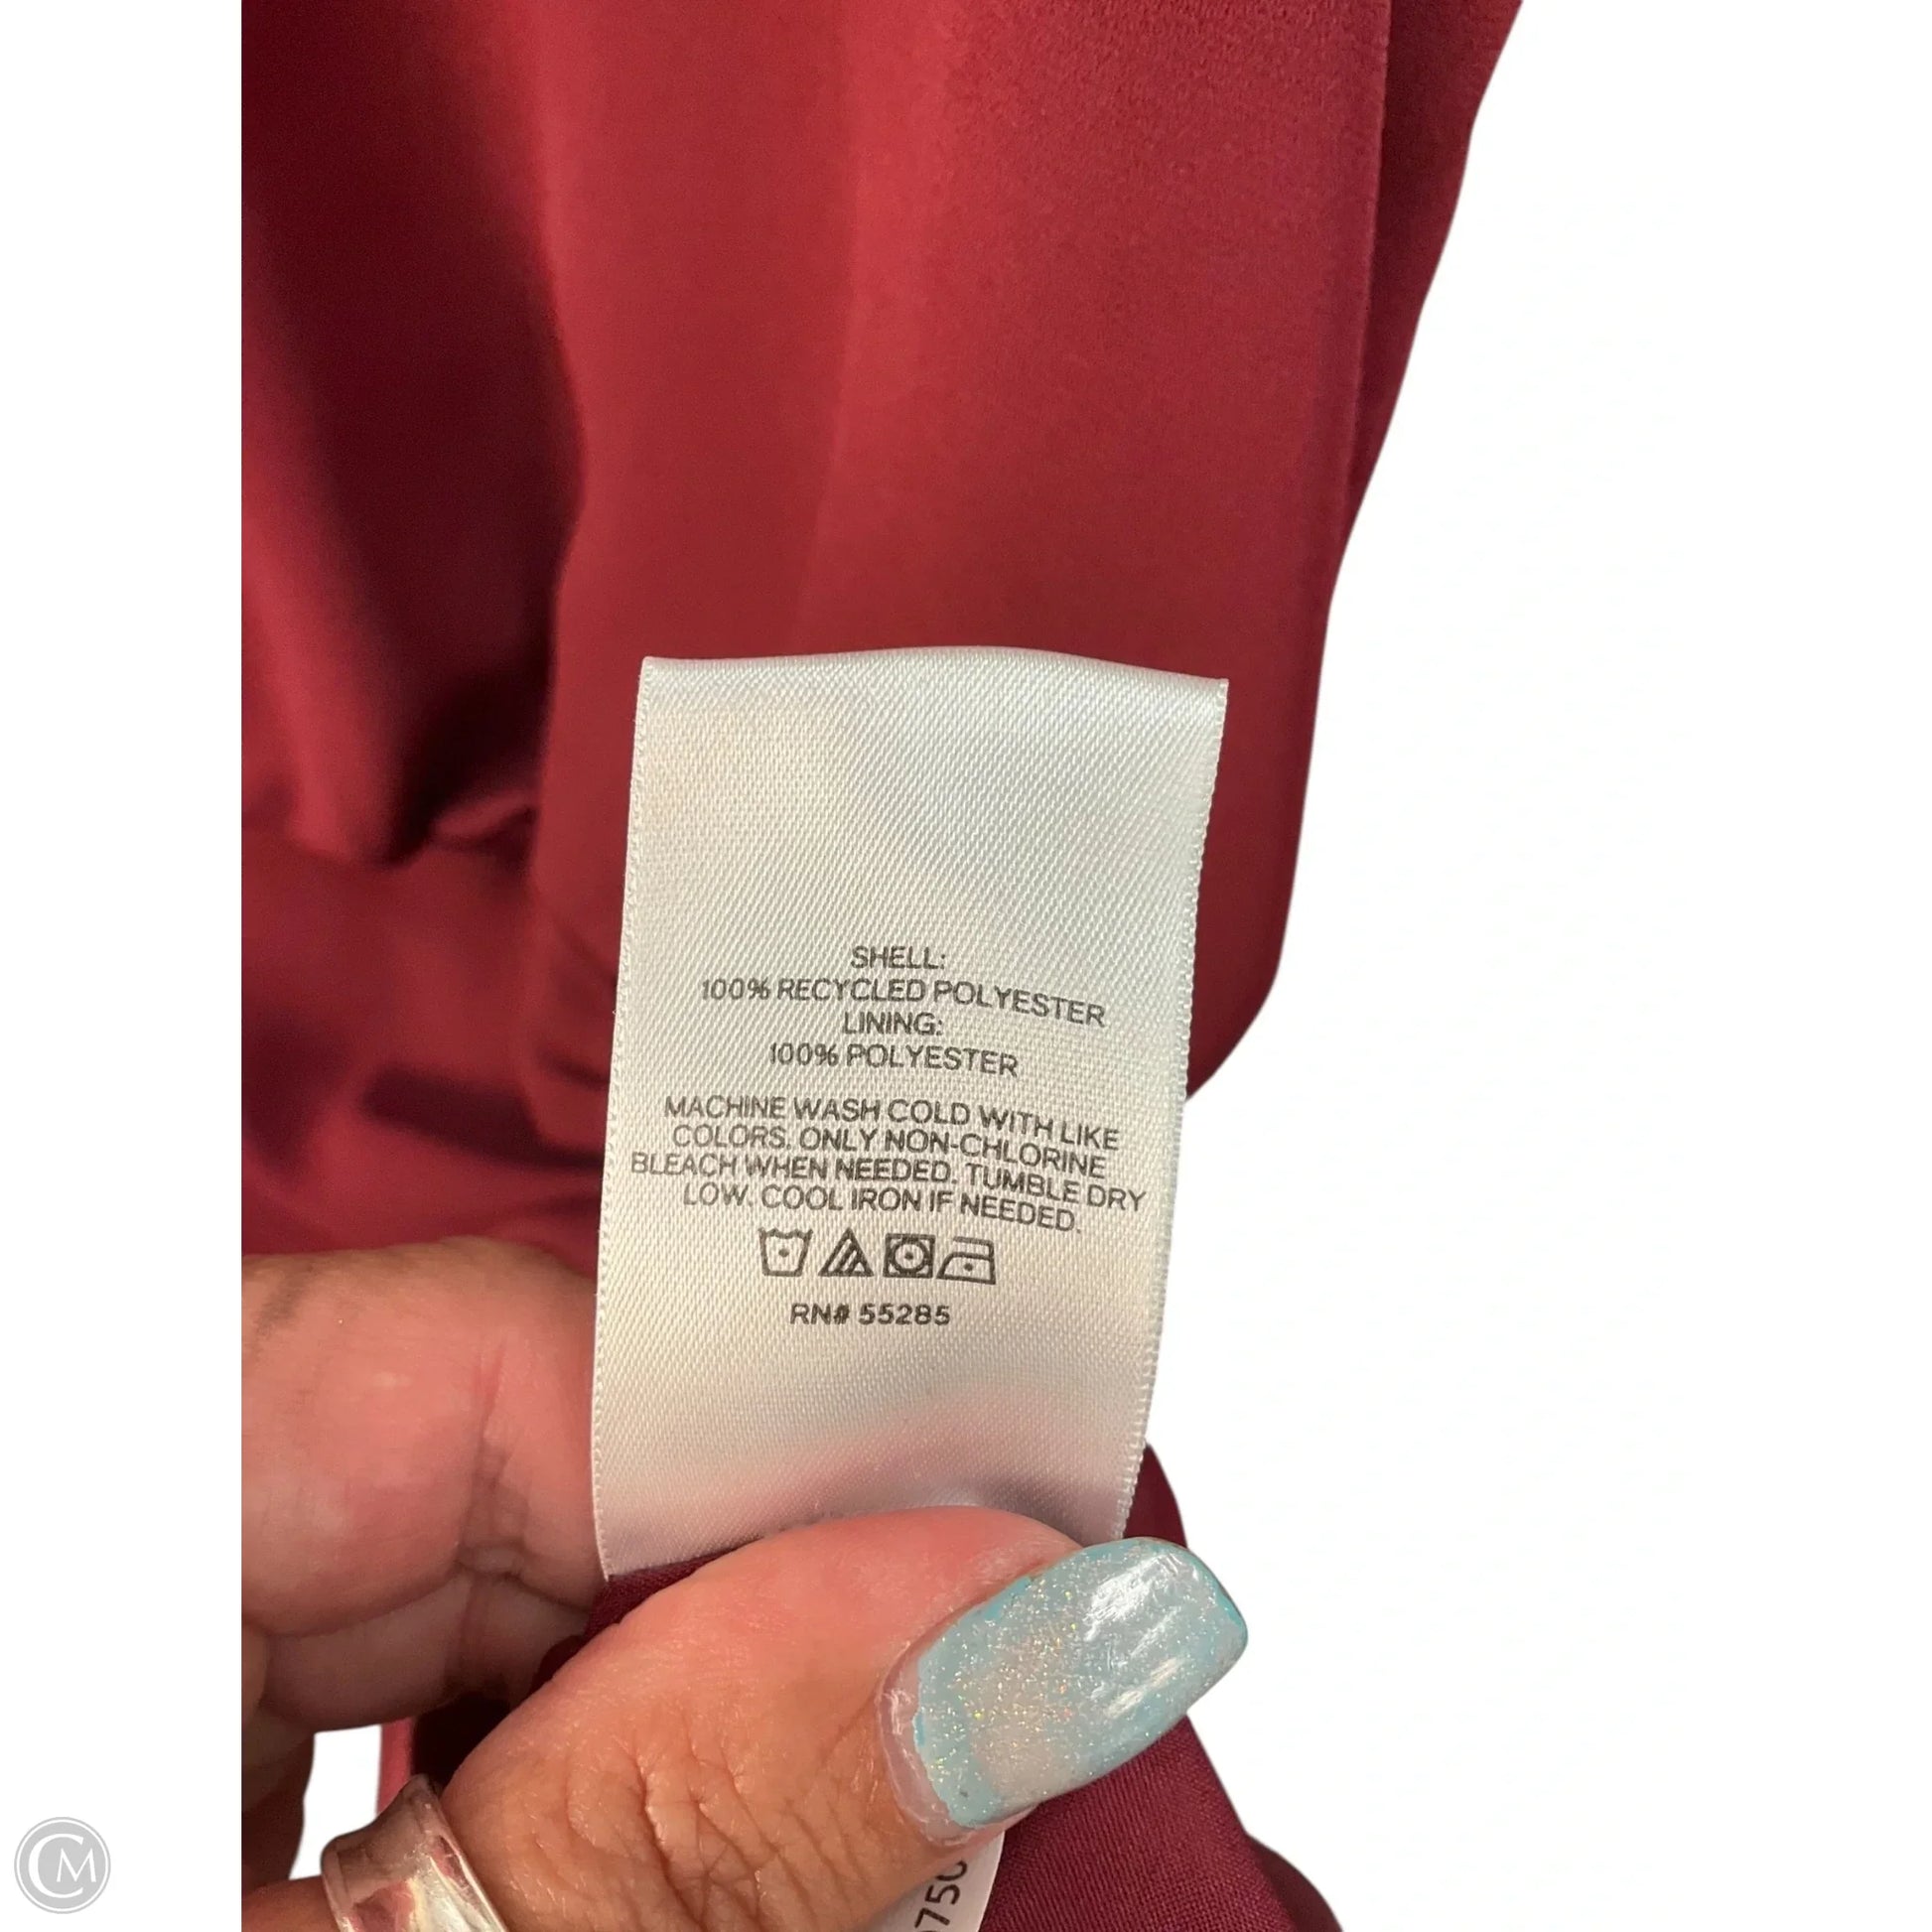 SHELL:
100% RECYCLED POLYESTER
LINING:
100% POLYESTER
MACHINE WASH COLD WITH LIKE
COLORS. ONLY NON-CHLORINE
BLEACH WHEN NEEDED. TUMBLE DRY
LOW. COOL IRON IF NEEDED.
RN# 55285
CM